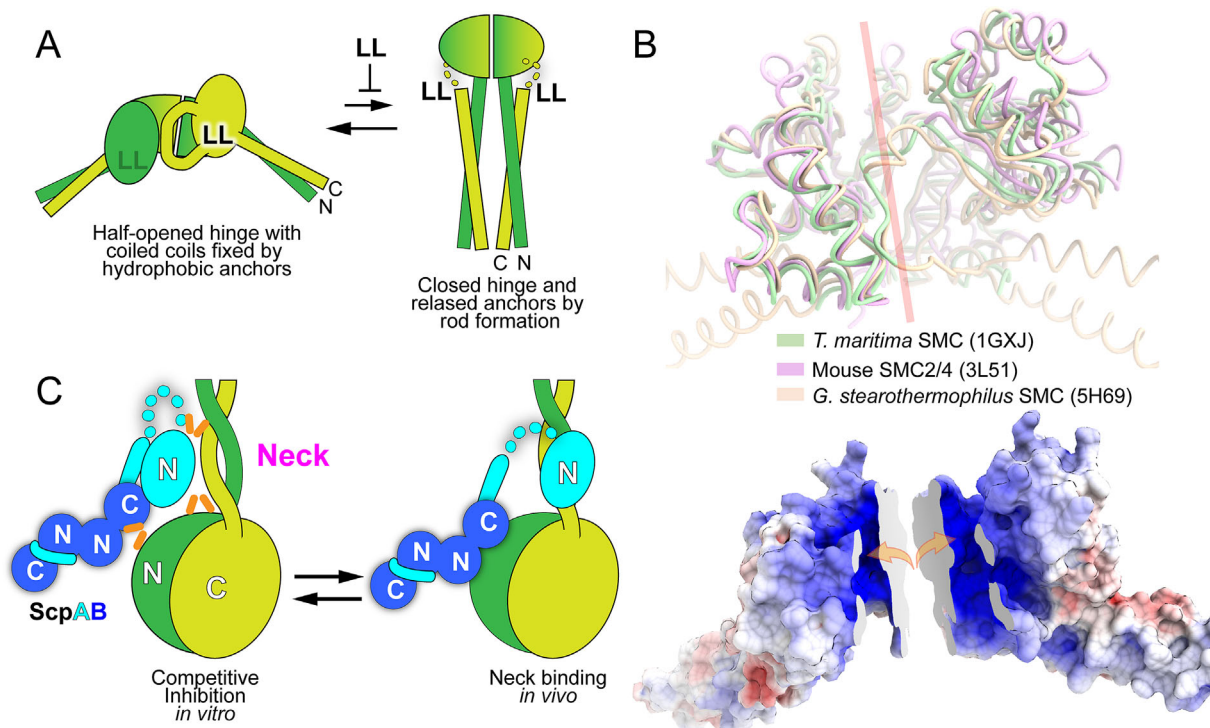 A
LL
LL
LL
LL
LL
C
N
C N
Half-opened hinge with
coiled coils fixed by
hydrophobic anchors
Closed hinge and
relased anchors by
rod formation
B
T. maritima SMC (1GXJ)
Mouse SMC2/4 (3L51)
G. stearothermophilus SMC (5H69)
C
N
Neck
C
N
N
C
N
C
ScpAB
Competitive
Inhibition
in vitro
N
C
N
N
C
Neck binding
in vivo